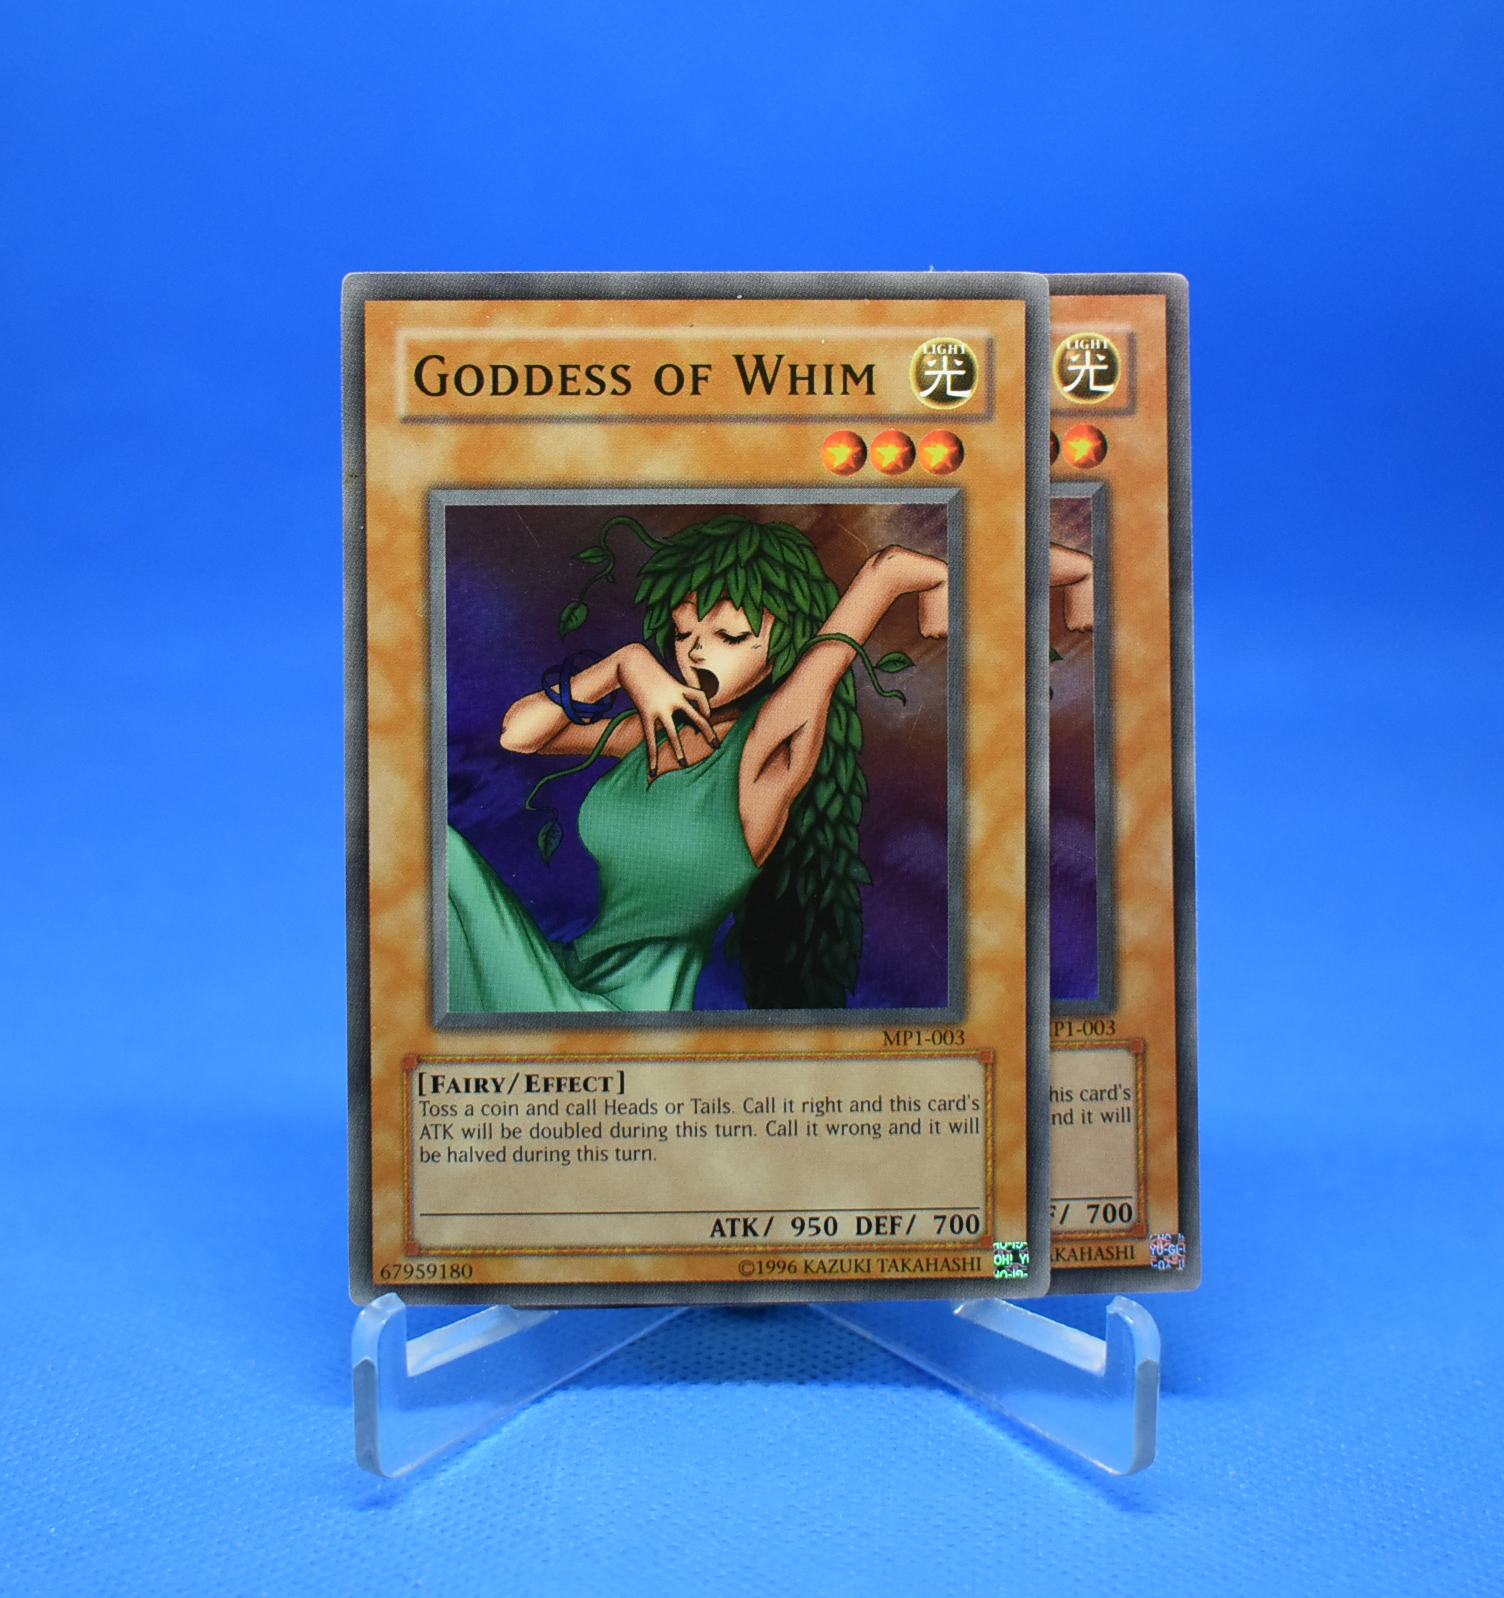 GODDESS OF WHIM
LIGHT
光
LIGHT
光
MP1-003
P1-003
[FAIRY/EFFECT]
Toss a coin and call Heads or Tails. Call it right and this card's
ATK will be doubled during this turn. Call it wrong and it will
be halved during this turn.
his card's
nd it will
ATK/ 950 DEF/ 700
/ 700
67959180
©1996 KAZUKI TAKAHASHI
KAHASHI